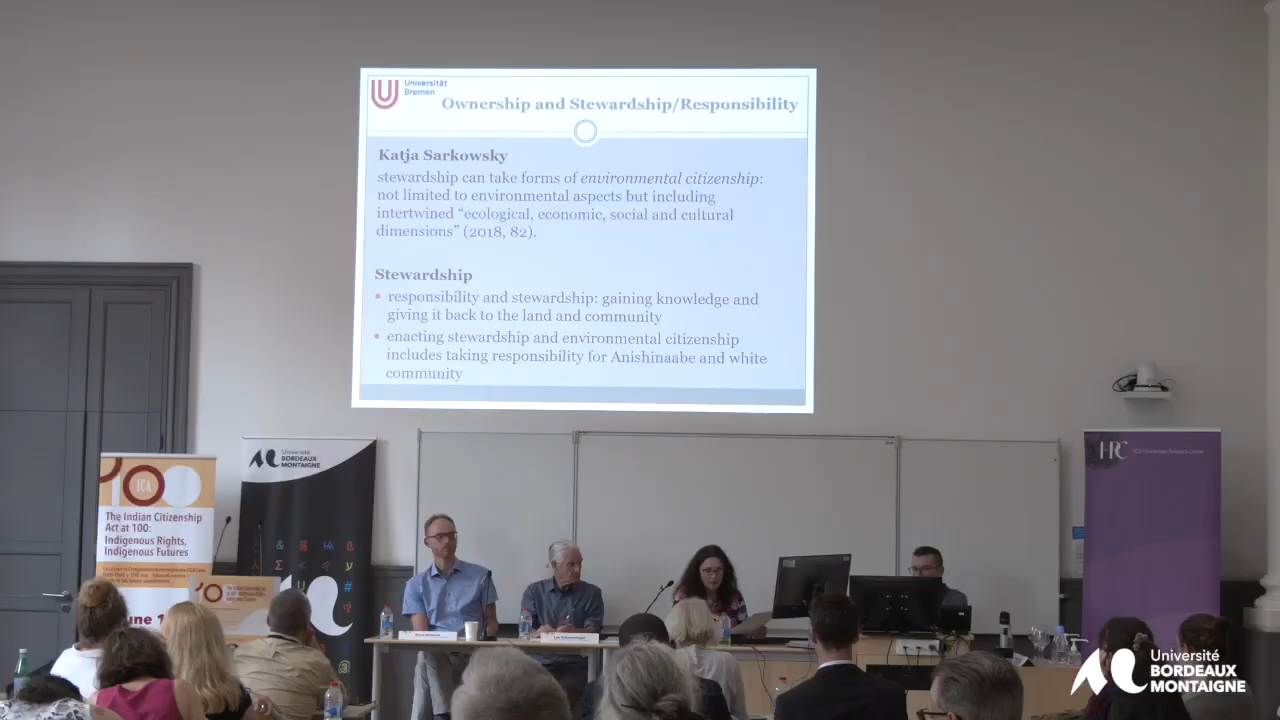 Universität
Bremen
Ownership and Stewardship/Responsibility
Katja Sarkowsky
stewardship can take forms of environmental citizenship:
not limited to environmental aspects but including
intertwined “ecological, economic, social and cultural
dimensions” (2018, 82).
Stewardship
• responsibility and stewardship: gaining knowledge and
giving it back to the land and community
• enacting stewardship and environmental citizenship
includes taking responsibility for Anishinaabe and white
community
100
ICA
The Indian Citizenship
Act at 100:
Indigenous Rights,
Indigenous Futures
Université
BORDEAUX
MONTAIGNE
HRC
Université
BORDEAUX
MONTAIGNE